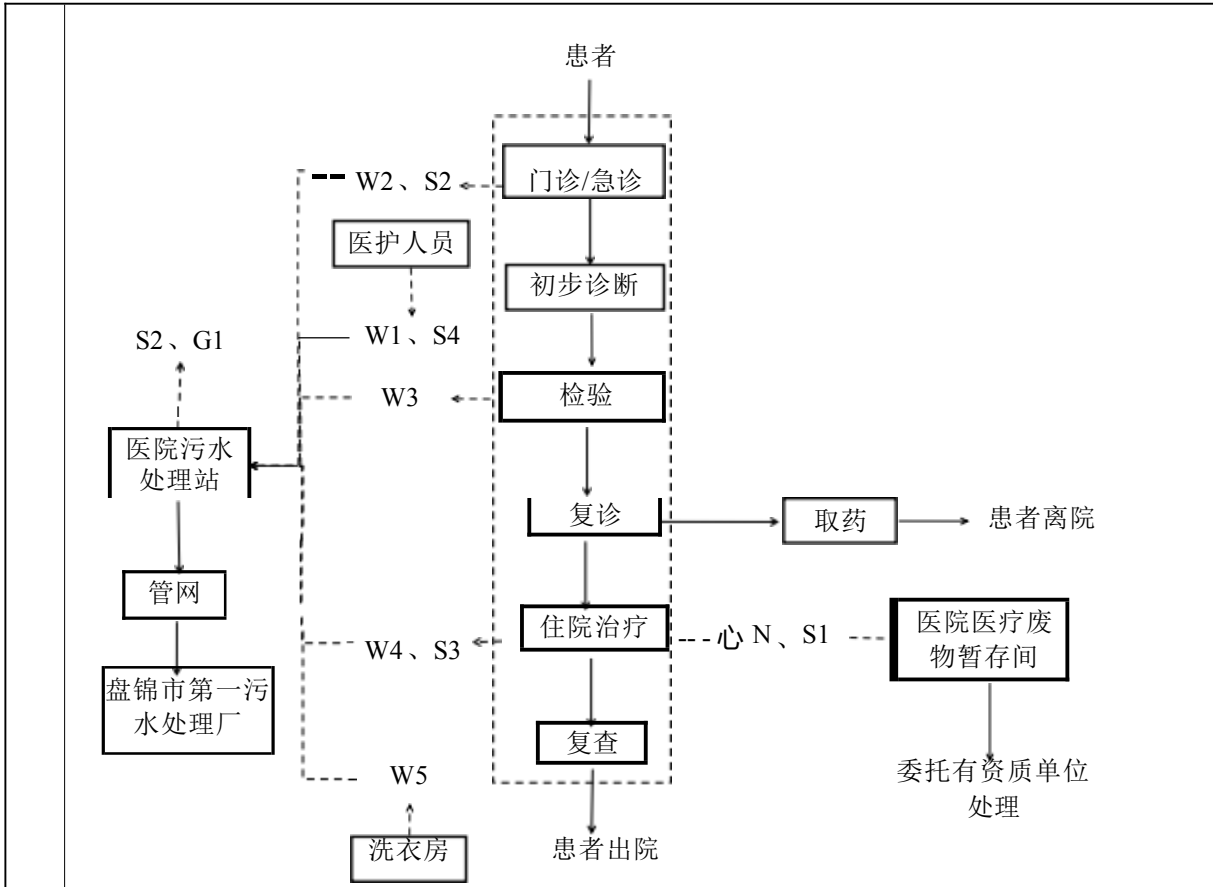 患者
门诊/急诊
W2、S2
医护人员
初步诊断
W1、S4
S2、G1
W3
检验
医院污水
处理站
复诊
取药
患者离院
管网
住院治疗
心 N、S1
医院医疗废
物暂存间
W4、S3
盘锦市第一污
水处理厂
复查
W5
委托有资质单位
处理
洗衣房
患者出院